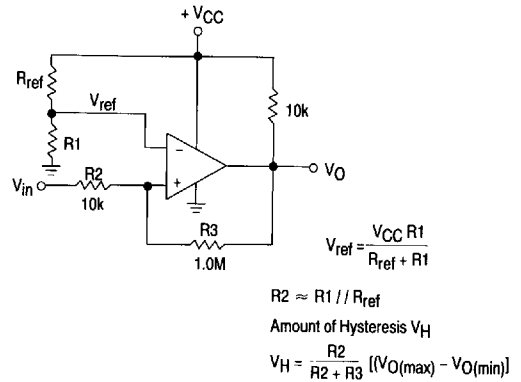 + VCC
Rref
Vref
10k
R1
Vin
R2
10k
−
+
VO
R3
1.0M
Vref = VCC R1 / Rref + R1
R2 ≈ R1 // Rref
Amount of Hysteresis VH
VH = R2 / R2 + R3 [(VO(max) − VO(min)]